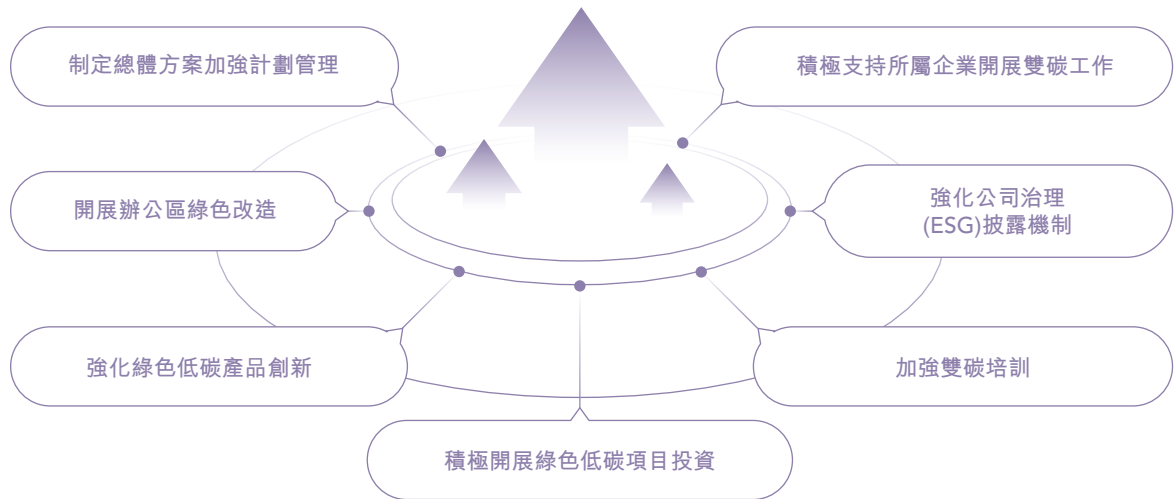 制定總體方案加強計劃管理
積極支持所屬企業開展雙碳工作
開展辦公區綠色改造
強化公司治理
(ESG)披露機制
強化綠色低碳產品創新
加強雙碳培訓
積極開展綠色低碳項目投資